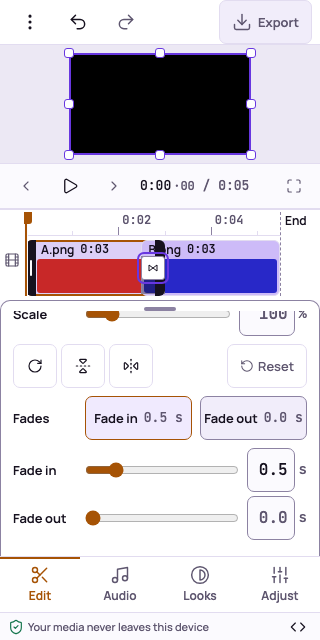 Export
0:00.00 / 0:05
0:02 0:04 End
A.png 0:03 B.png 0:03
Scale 100 %
Reset
Fades Fade in 0.5 s Fade out 0.0 s
Fade in 0.5 s
Fade out 0.0 s
Edit Audio Looks Adjust
Your media never leaves this device